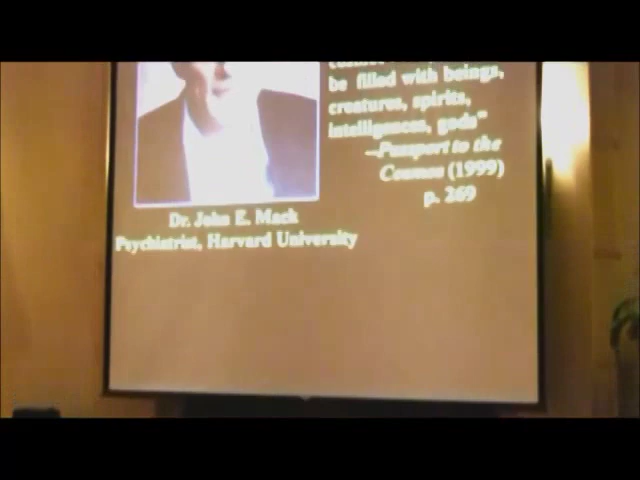 be filled with beings,
creatures, spirits,
intelligences, gods"
--Passport to the
Cosmos (1999)
p. 269
Dr. John E. Mack
Psychiatrist, Harvard University